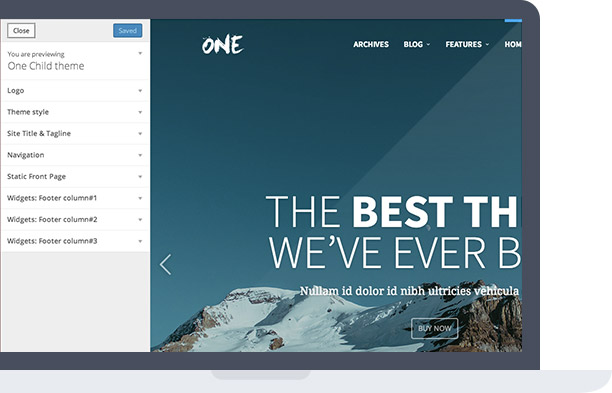 Close
Saved
You are previewing
One Child theme
Logo
Theme style
Site Title & Tagline
Navigation
Static Front Page
Widgets: Footer column#1
Widgets: Footer column#2
Widgets: Footer column#3
ONE
ARCHIVES BLOG FEATURES HOM
THE BEST TH
WE'VE EVER B
Nullam id dolor id nibh ultricies vehicula
BUY NOW